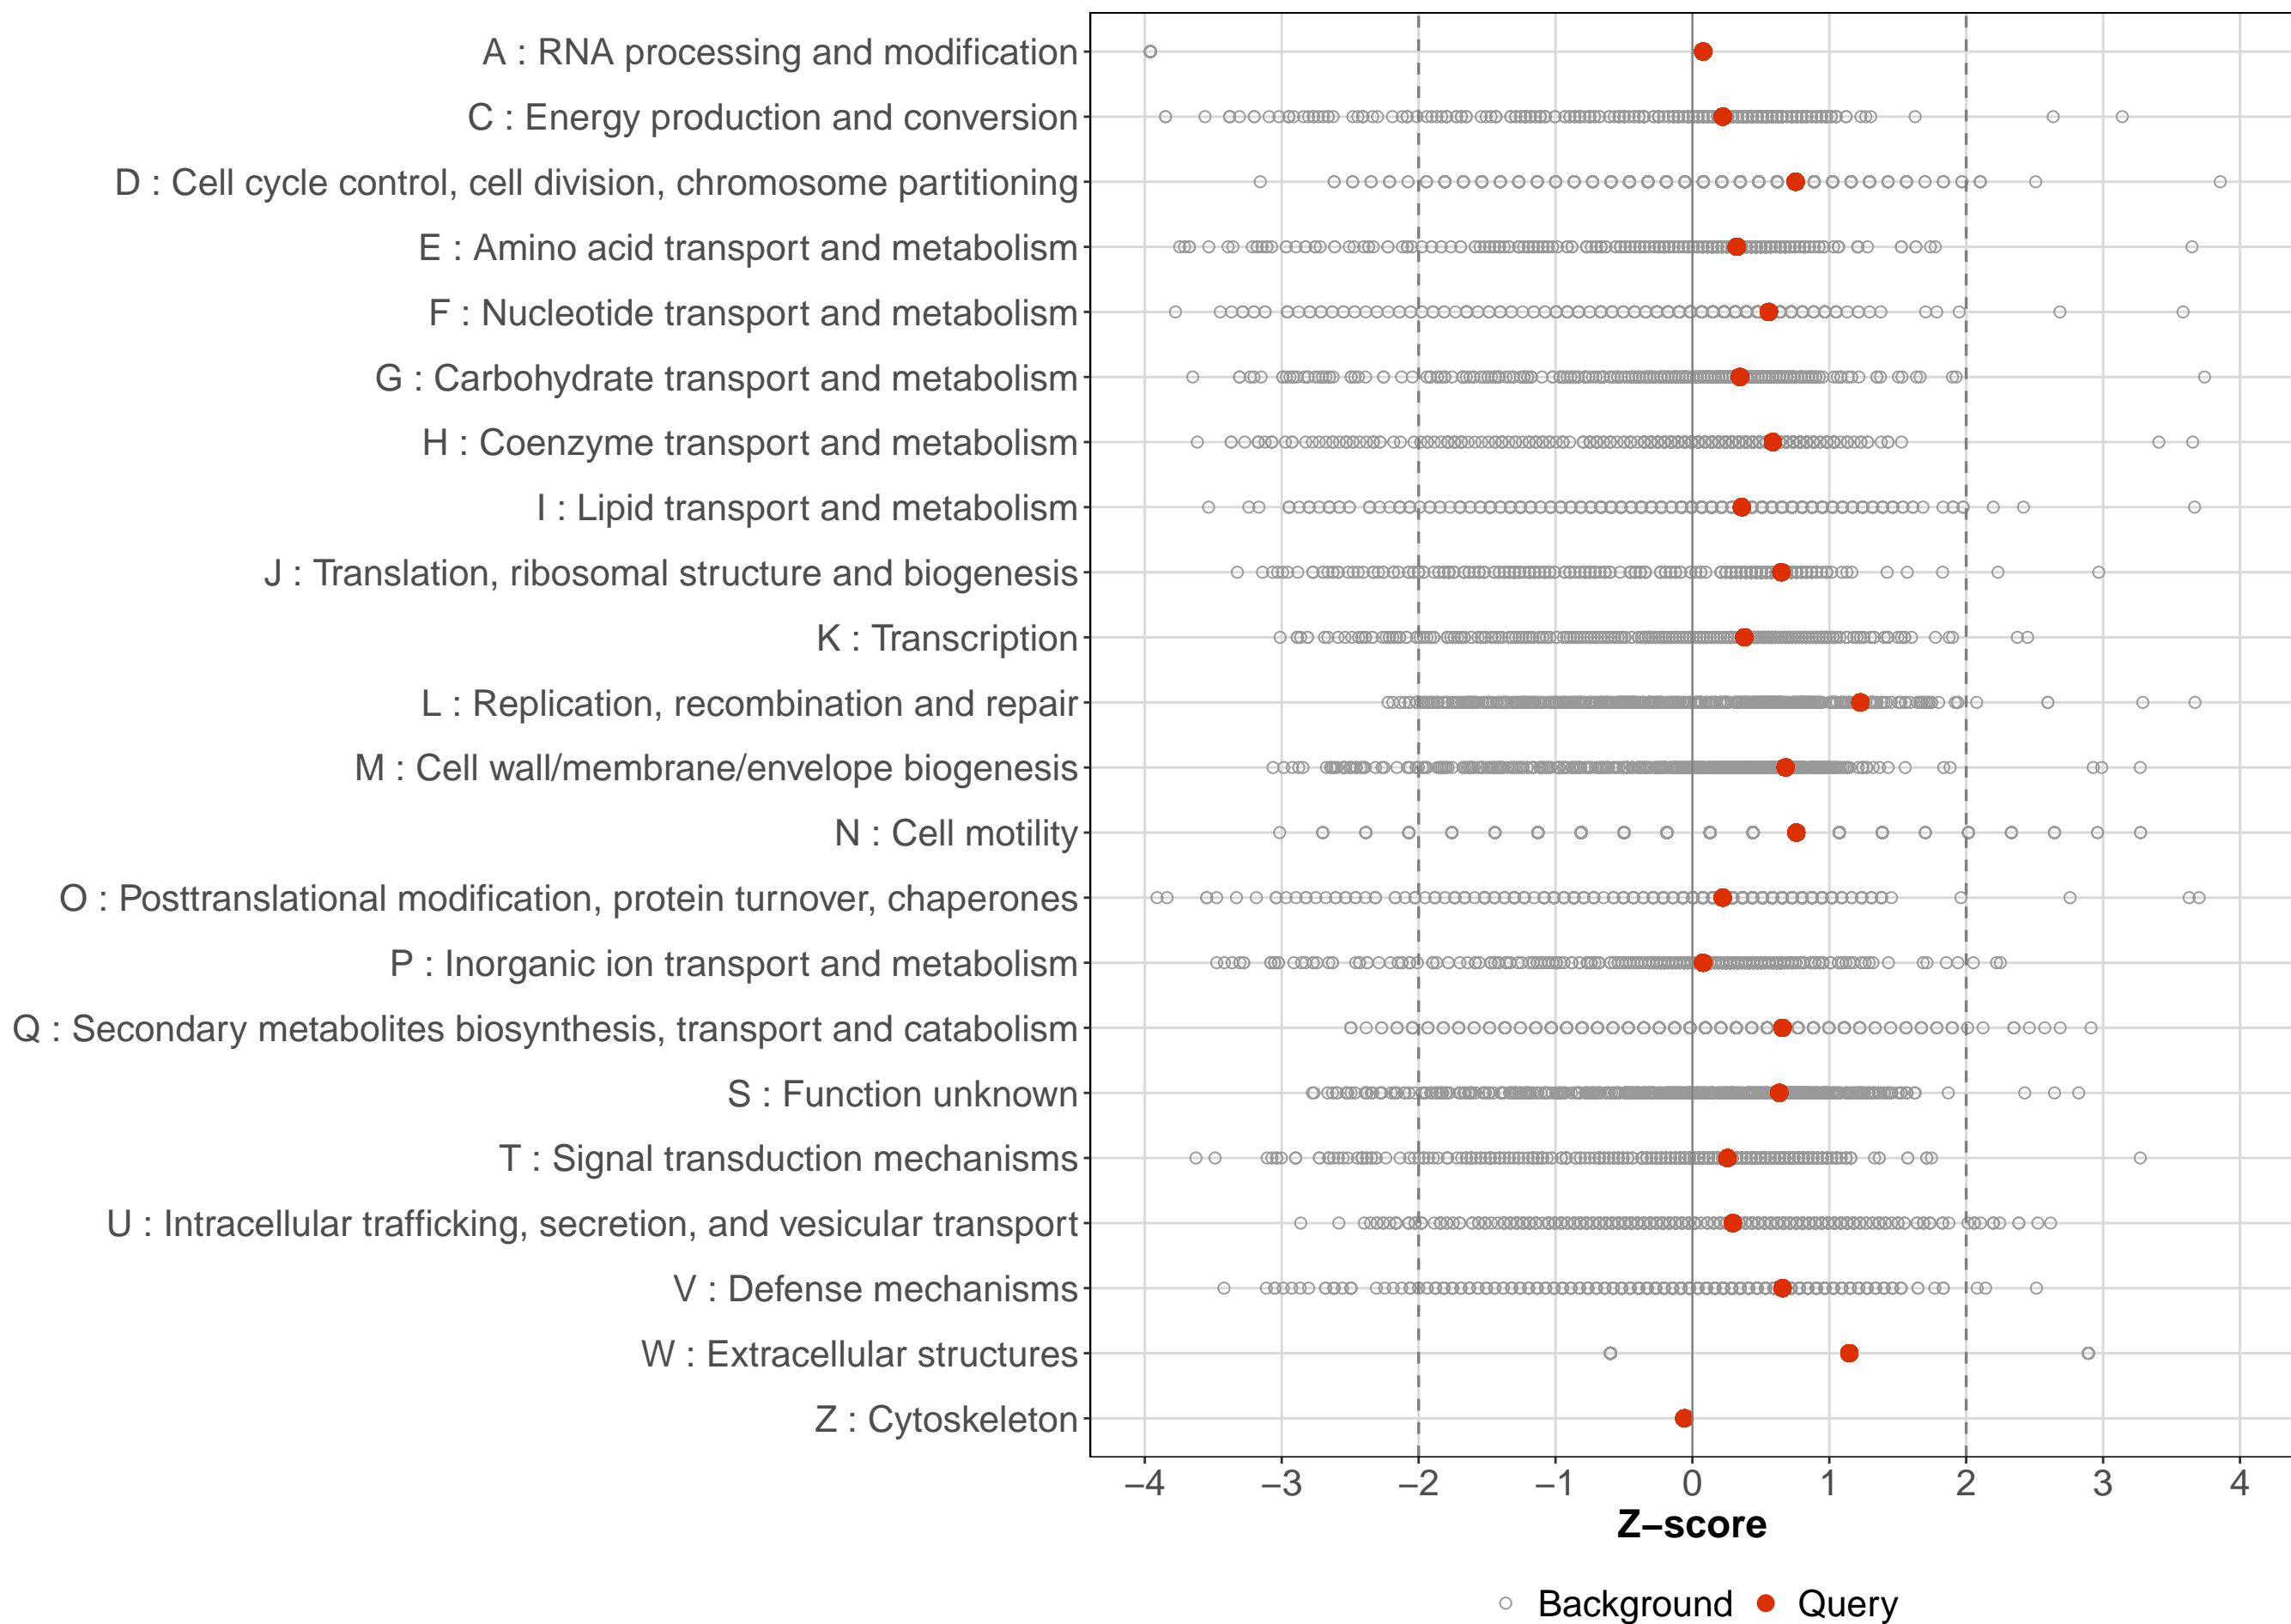 A : RNA processing and modification
C : Energy production and conversion
D : Cell cycle control, cell division, chromosome partitioning
E : Amino acid transport and metabolism
F : Nucleotide transport and metabolism
G : Carbohydrate transport and metabolism
H : Coenzyme transport and metabolism
I : Lipid transport and metabolism
J : Translation, ribosomal structure and biogenesis
K : Transcription
L : Replication, recombination and repair
M : Cell wall/membrane/envelope biogenesis
N : Cell motility
O : Posttranslational modification, protein turnover, chaperones
P : Inorganic ion transport and metabolism
Q : Secondary metabolites biosynthesis, transport and catabolism
S : Function unknown
T : Signal transduction mechanisms
U : Intracellular trafficking, secretion, and vesicular transport
V : Defense mechanisms
W : Extracellular structures
Z : Cytoskeleton
−4 −3 −2 −1 0 1 2 3 4
Z−score
Background Query